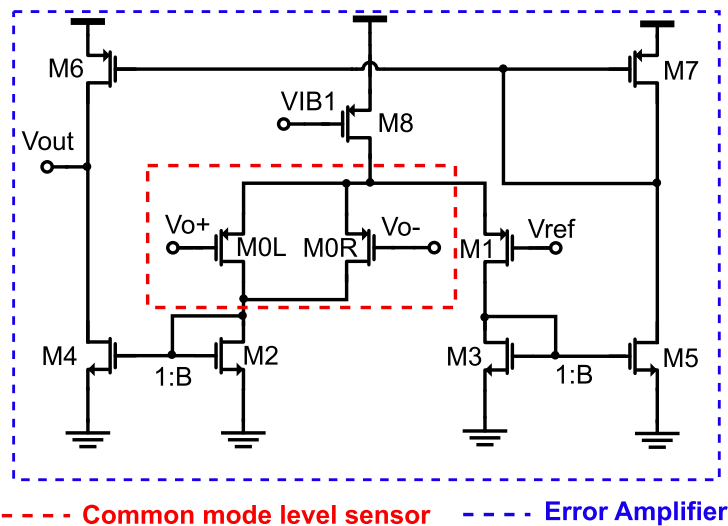 M6
M7
VIB1
M8
Vout
Vo+
M0L
M0R
Vo-
M1
Vref
M4
1:B
M2
M3
1:B
M5
Common mode level sensor
Error Amplifier